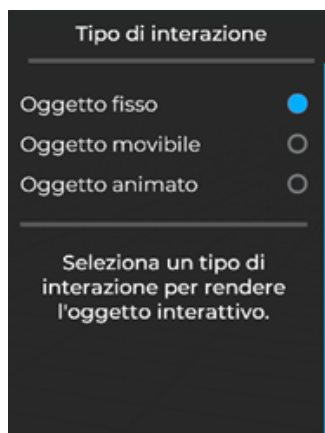 Tipo di interazione
Oggetto fisso
Oggetto movibile
Oggetto animato
Seleziona un tipo di
interazione per rendere
l'oggetto interattivo.